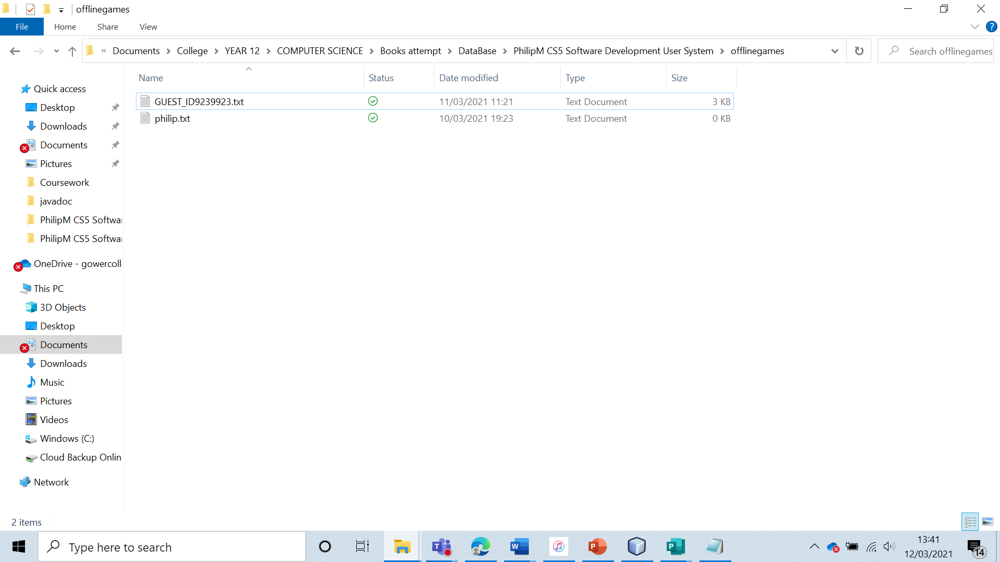 offlinegames
File Home Share View
« Documents College YEAR 12 COMPUTER SCIENCE Books attempt DataBase PhilipM CS5 Software Development User System offlinegames Search offlinegames
Name Status Date modified Type Size
GUEST_ID9239923.txt 11/03/2021 11:21 Text Document 3 KB
philip.txt 10/03/2021 19:23 Text Document 0 KB
Quick access
Desktop
Downloads
Documents
Pictures
Coursework
javadoc
PhilipM CS5 Softwar
PhilipM CS5 Softwar
OneDrive - gowercoll
This PC
3D Objects
Desktop
Documents
Downloads
Music
Pictures
Videos
Windows (C:)
Cloud Backup Onlin
Network
2 items
Type here to search
13:41
12/03/2021
14